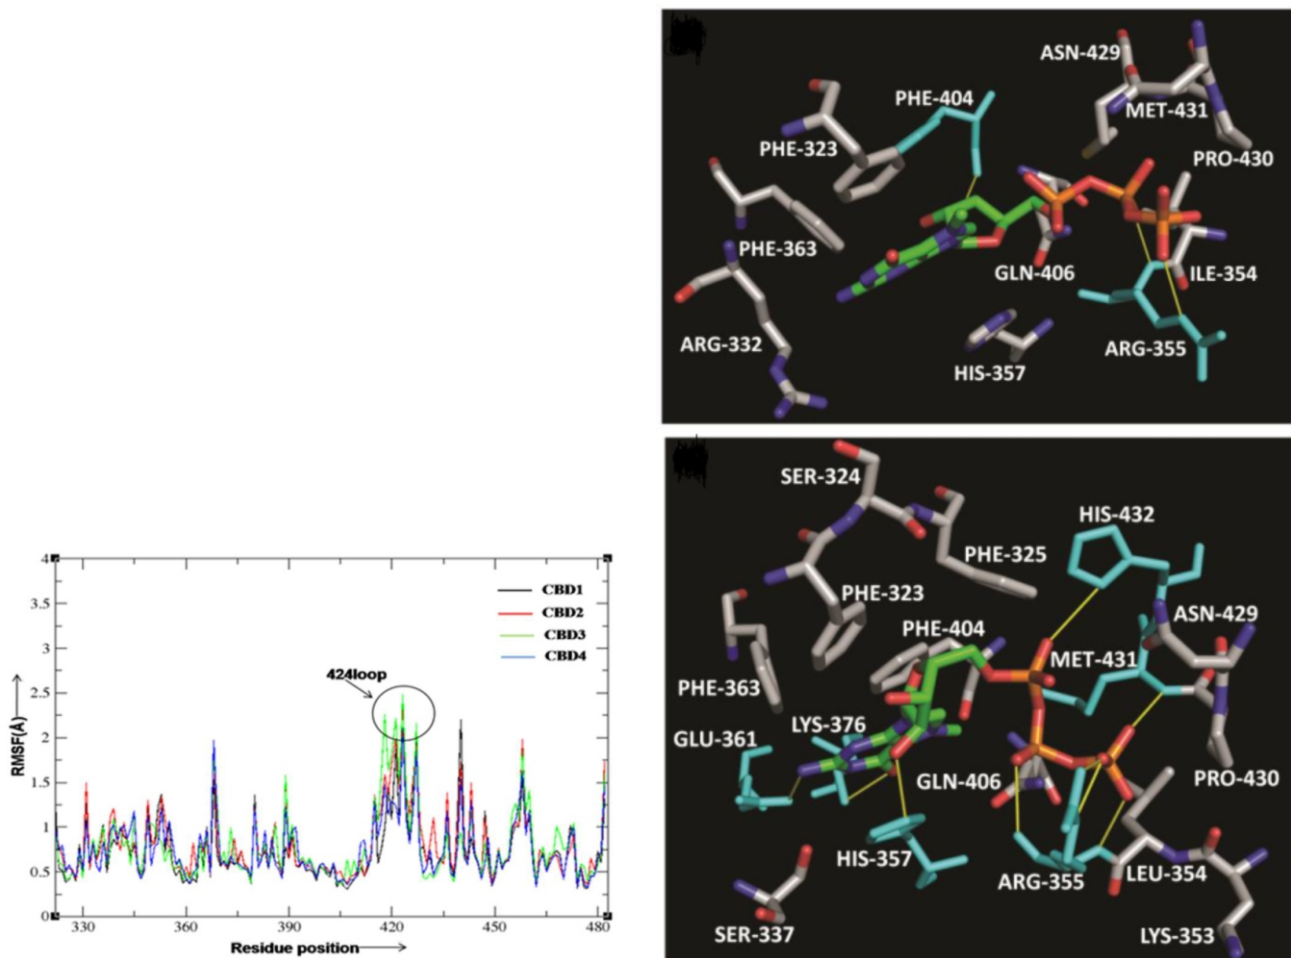 ASN-429
PHE-404
MET-431
PHE-323
PRO-430
PHE-363
GLN-406
ILE-354
ARG-332
HIS-357
ARG-355
SER-324
HIS-432
PHE-325
PHE-323
ASN-429
PHE-404
MET-431
PHE-363
LYS-376
GLU-361
PRO-430
GLN-406
HIS-357
ARG-355
LEU-354
SER-337
LYS-353
4
3.5
3
2.5
2
1.5
1
0.5
0
RMSF(Å)
CBD1
CBD2
CBD3
CBD4
424loop
330 360 390 420 450 480
Residue position